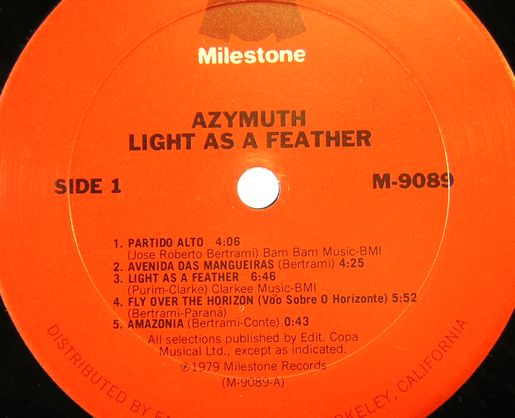 Milestone
AZYMUTH
LIGHT AS A FEATHER
SIDE 1
M-9089
1. PARTIDO ALTO 4:06
(Jose Roberto Bertrami) Bam Bam Music-BMI
2. AVENIDA DAS MANGUEIRAS (Bertrami) 4:25
3. LIGHT AS A FEATHER 6:46
(Purim-Clarke) Clarkee Music-BMI
4. FLY OVER THE HORIZON (Vôo Sobre O Horizonte) 5:52
(Bertrami-Paraná)
5. AMAZONIA (Bertrami-Conte) 0:43
All selections published by Edit. Copa
Musical Ltd., except as indicated.
℗1979 Milestone Records
(M-9089-A)
DISTRIBUTED BY CALIFORNIA